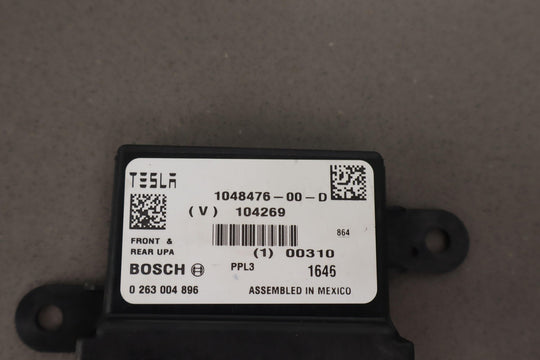 TESLA
1048476-00-D
(V) 104269
864
FRONT &
REAR UPA
(1) 00310
BOSCH
PPL3
1646
0 263 004 896
ASSEMBLED IN MEXICO